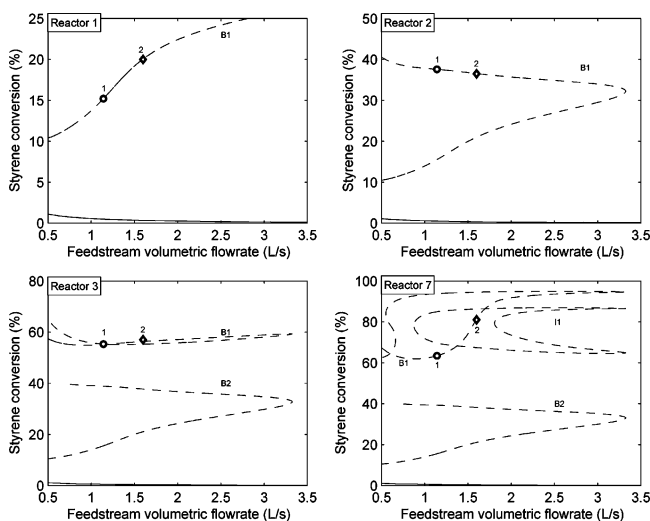 Reactor 1
25
20
15
10
5
0
Styrene conversion (%)
B1
2
1
0.5 1 1.5 2 2.5 3 3.5
Feedstream volumetric flowrate (L/s)
Reactor 2
50
40
30
20
10
0
Styrene conversion (%)
1
2
B1
0.5 1 1.5 2 2.5 3 3.5
Feedstream volumetric flowrate (L/s)
Reactor 3
80
60
40
20
0
Styrene conversion (%)
1
2
B1
B2
0.5 1 1.5 2 2.5 3 3.5
Feedstream volumetric flowrate (L/s)
Reactor 7
100
80
60
40
20
0
Styrene conversion (%)
2
I1
B1
1
B2
0.5 1 1.5 2 2.5 3 3.5
Feedstream volumetric flowrate (L/s)